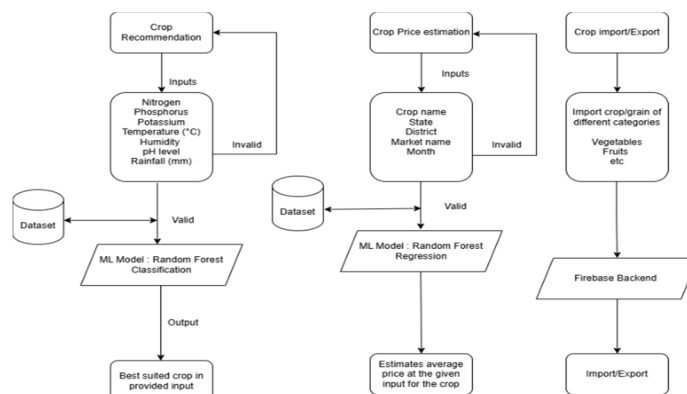 Crop
Recommendation
Inputs
Nitrogen
Phosphorus
Potassium
Temperature (°C)
Humidity
pH level
Rainfall (mm)
Invalid
Valid
Dataset
ML Model : Random Forest
Classification
Output
Best suited crop in
provided input
Crop Price estimation
Inputs
Crop name
State
District
Market name
Month
Invalid
Valid
Dataset
ML Model : Random Forest
Regression
Estimates average
price at the given
input for the crop
Crop import/Export
Import crop/grain of
different categories
Vegetables
Fruits
etc
Firebase Backend
Import/Export